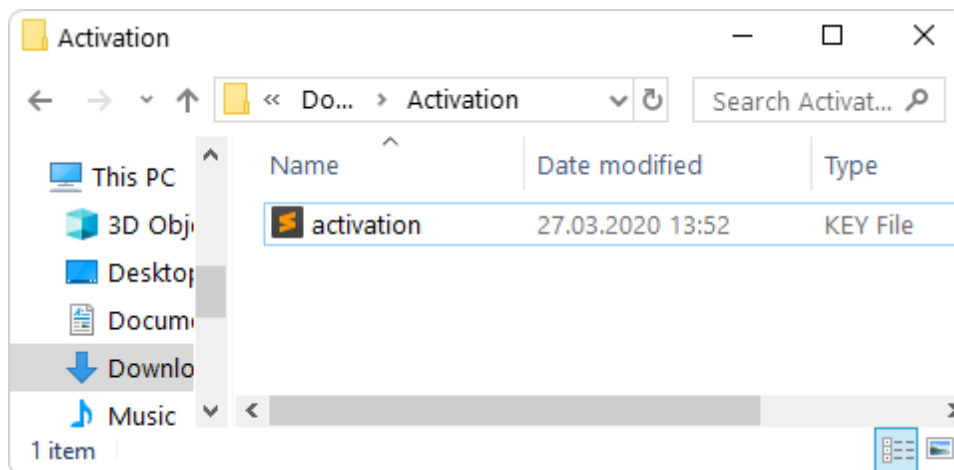 Activation
« Do... > Activation
Search Activat...
This PC
3D Obj
Desktop
Docum
Downlo
Music
Name
Date modified
Type
activation
27.03.2020 13:52
KEY File
1 item